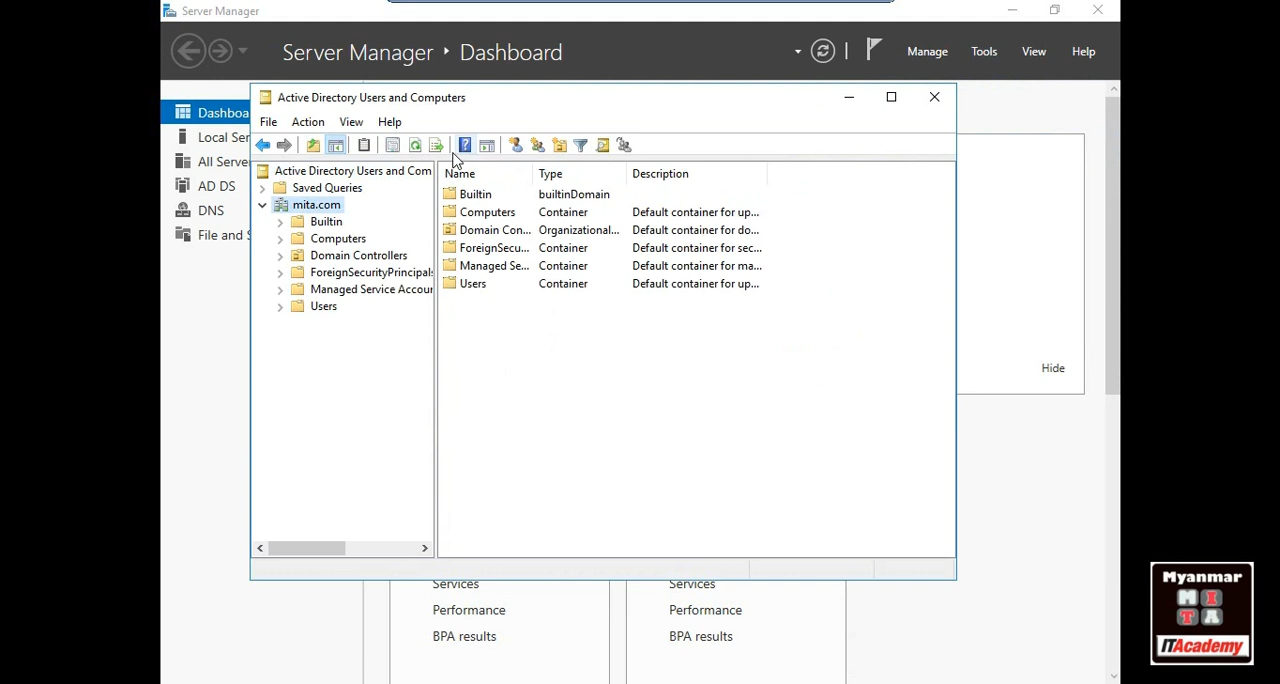 Server Manager
Server Manager
Dashboard
Manage
Tools
View
Help
Active Directory Users and Computers
File
Action
View
Help
Dashboa
Local Ser
All Server
AD DS
DNS
File and S
Active Directory Users and Com
Saved Queries
mita.com
Builtin
Computers
Domain Controllers
ForeignSecurityPrincipals
Managed Service Accour
Users
Name Type Description
Builtin builtinDomain
Computers Container Default container for up...
Domain Con... Organizational... Default container for do...
ForeignSecu... Container Default container for sec...
Managed Se... Container Default container for ma...
Users Container Default container for up...
Hide
Services
Performance
BPA results
Services
Performance
BPA results
Myanmar
M I
T A
ITAcademy